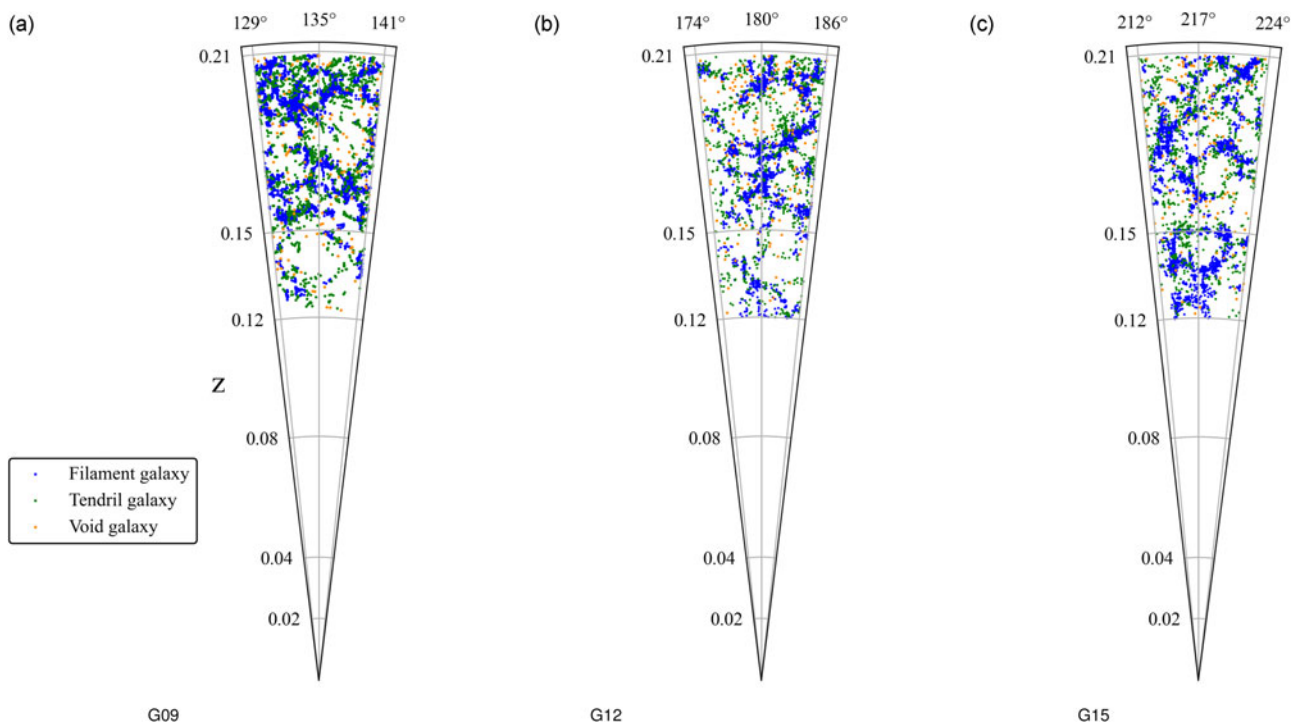 (a)
129° 135° 141°
0.21
0.15
0.12
z
0.08
0.04
0.02
Filament galaxy
Tendril galaxy
Void galaxy
G09
(b)
174° 180° 186°
0.21
0.15
0.12
0.08
0.04
0.02
G12
(c)
212° 217° 224°
0.21
0.15
0.12
0.08
0.04
0.02
G15